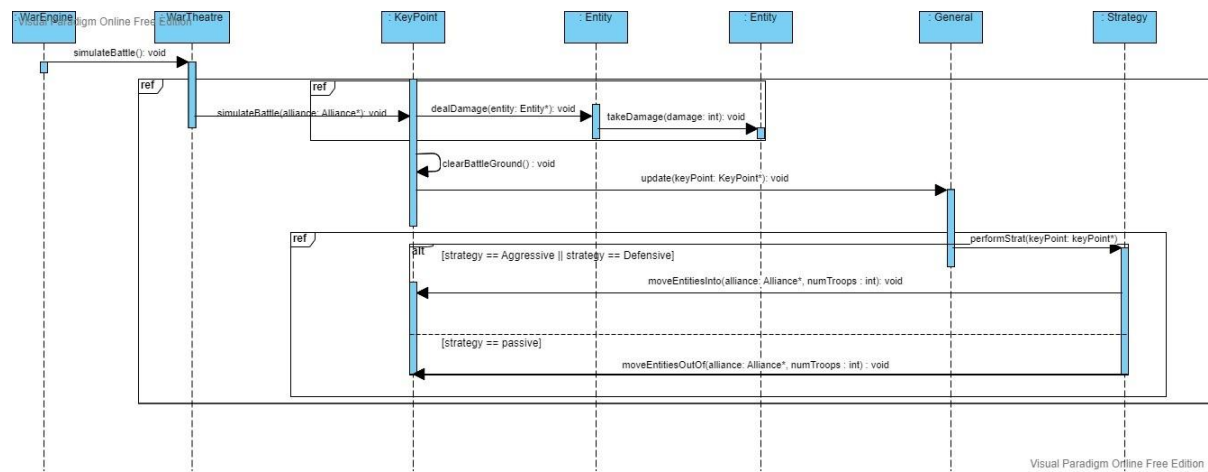 : WarEngine
: WarTheatre
: KeyPoint
: Entity
: Entity
: General
: Strategy
Visual Paradigm Online Free Edition
simulateBattle(): void
ref
ref
simulateBattle(alliance: Alliance*): void
dealDamage(entity: Entity*): void
takeDamage(damage: int): void
clearBattleGround() : void
update(keyPoint: KeyPoint*): void
ref
performStrat(keyPoint: keyPoint*)
alt
[strategy == Aggressive || strategy == Defensive]
moveEntitiesInto(alliance: Alliance*, numTroops : int): void
[strategy == passive]
moveEntitiesOutOf(alliance: Alliance*, numTroops : int) : void
Visual Paradigm Online Free Edition